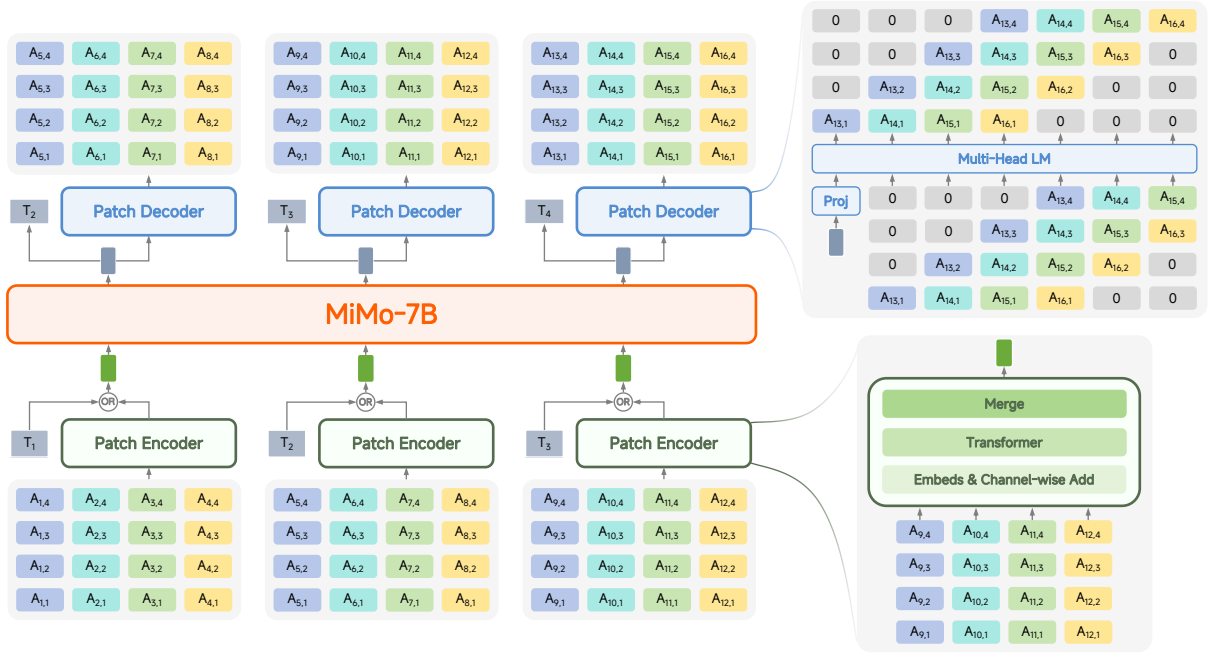 A5,4 A6,4 A7,4 A8,4
A5,3 A6,3 A7,3 A8,3
A5,2 A6,2 A7,2 A8,2
A5,1 A6,1 A7,1 A8,1
T2
Patch Decoder
A9,4 A10,4 A11,4 A12,4
A9,3 A10,3 A11,3 A12,3
A9,2 A10,2 A11,2 A12,2
A9,1 A10,1 A11,1 A12,1
T3
Patch Decoder
A13,4 A14,4 A15,4 A16,4
A13,3 A14,3 A15,3 A16,3
A13,2 A14,2 A15,2 A16,2
A13,1 A14,1 A15,1 A16,1
T4
Patch Decoder
MiMo-7B
OR
T1
Patch Encoder
A1,4 A2,4 A3,4 A4,4
A1,3 A2,3 A3,3 A4,3
A1,2 A2,2 A3,2 A4,2
A1,1 A2,1 A3,1 A4,1
OR
T2
Patch Encoder
A5,4 A6,4 A7,4 A8,4
A5,3 A6,3 A7,3 A8,3
A5,2 A6,2 A7,2 A8,2
A5,1 A6,1 A7,1 A8,1
OR
T3
Patch Encoder
A9,4 A10,4 A11,4 A12,4
A9,3 A10,3 A11,3 A12,3
A9,2 A10,2 A11,2 A12,2
A9,1 A10,1 A11,1 A12,1
0 0 0 A13,4 A14,4 A15,4 A16,4
0 0 A13,3 A14,3 A15,3 A16,3 0
0 A13,2 A14,2 A15,2 A16,2 0 0
A13,1 A14,1 A15,1 A16,1 0 0 0
Multi-Head LM
Proj
0 0 0 A13,4 A14,4 A15,4
0 0 A13,3 A14,3 A15,3 A16,3
0 A13,2 A14,2 A15,2 A16,2 0
A13,1 A14,1 A15,1 A16,1 0 0
Merge
Transformer
Embeds & Channel-wise Add
A9,4 A10,4 A11,4 A12,4
A9,3 A10,3 A11,3 A12,3
A9,2 A10,2 A11,2 A12,2
A9,1 A10,1 A11,1 A12,1